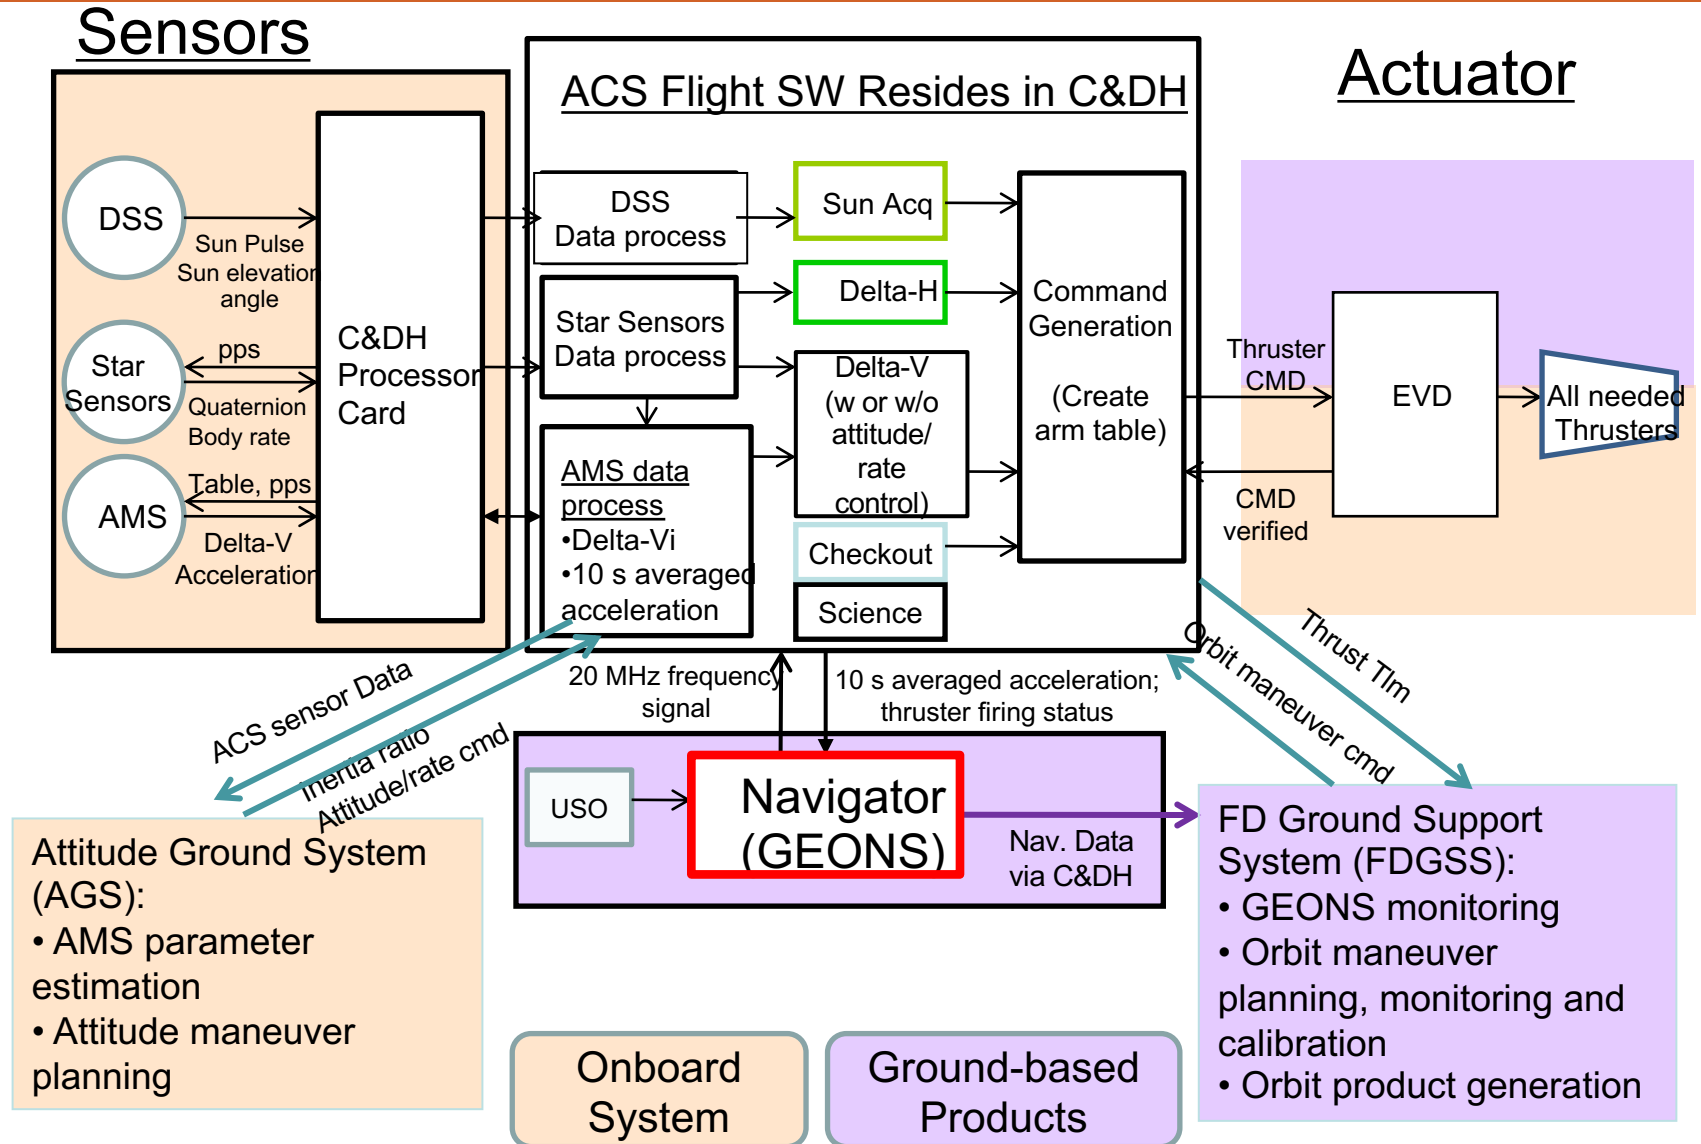 Sensors
ACS Flight SW Resides in C&DH
Actuator
DSS
Sun Pulse
Sun elevation
angle
Star
Sensors
pps
Quaternion
Body rate
AMS
Table, pps
Delta-V
Acceleration
C&DH
Processor
Card
DSS
Data process
Star Sensors
Data process
AMS data
process
•Delta-Vi
•10 s averaged
acceleration
Sun Acq
Delta-H
Delta-V
(w or w/o
attitude/
rate
control)
Checkout
Science
Command
Generation
(Create
arm table)
Thruster
CMD
CMD
verified
EVD
All needed
Thrusters
ACS sensor Data
Inertia ratio
Attitude/rate cmd
20 MHz frequency
signal
10 s averaged acceleration;
thruster firing status
Thrust Tlm
Orbit maneuver cmd
USO
Navigator
(GEONS)
Nav. Data
via C&DH
Attitude Ground System
(AGS):
• AMS parameter
estimation
• Attitude maneuver
planning
FD Ground Support
System (FDGSS):
• GEONS monitoring
• Orbit maneuver
planning, monitoring and
calibration
• Orbit product generation
Onboard
System
Ground-based
Products